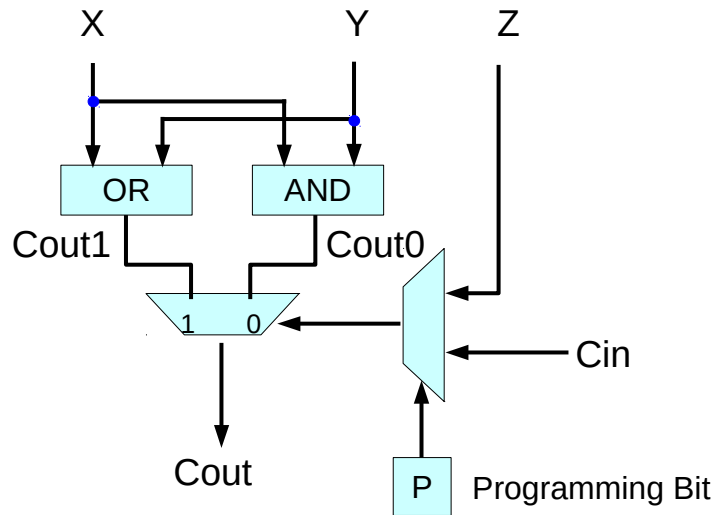 X Y Z
OR AND
Cout1 Cout0
1 0
Cin
Cout
P Programming Bit